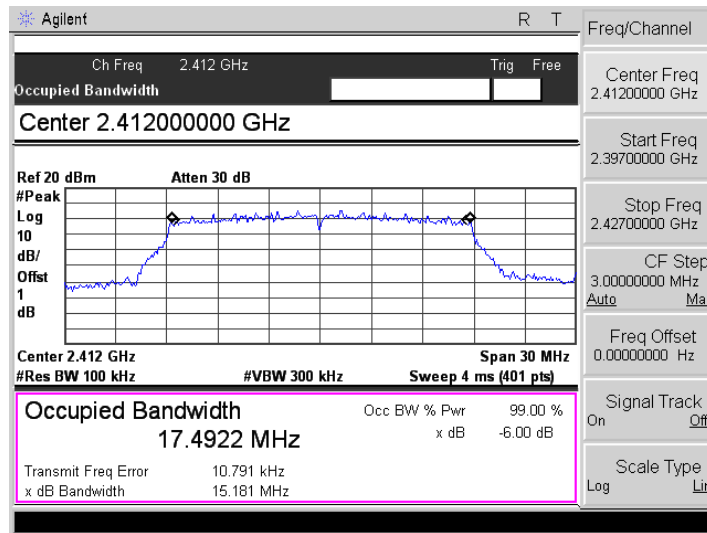 Agilent R T
Freq/Channel
Ch Freq 2.412 GHz Trig Free
Occupied Bandwidth
Center Freq
2.41200000 GHz
Center 2.412000000 GHz
Start Freq
2.39700000 GHz
Ref 20 dBm Atten 30 dB
#Peak
Log
10
dB/
Offst
1
dB
Stop Freq
2.42700000 GHz
CF Step
3.00000000 MHz
Auto Ma
Center 2.412 GHz Span 30 MHz
#Res BW 100 kHz #VBW 300 kHz Sweep 4 ms (401 pts)
Freq Offset
0.00000000 Hz
Occupied Bandwidth Occ BW % Pwr 99.00 %
17.4922 MHz x dB -6.00 dB
Transmit Freq Error 10.791 kHz
x dB Bandwidth 15.181 MHz
Signal Track
On Off
Scale Type
Log Lin